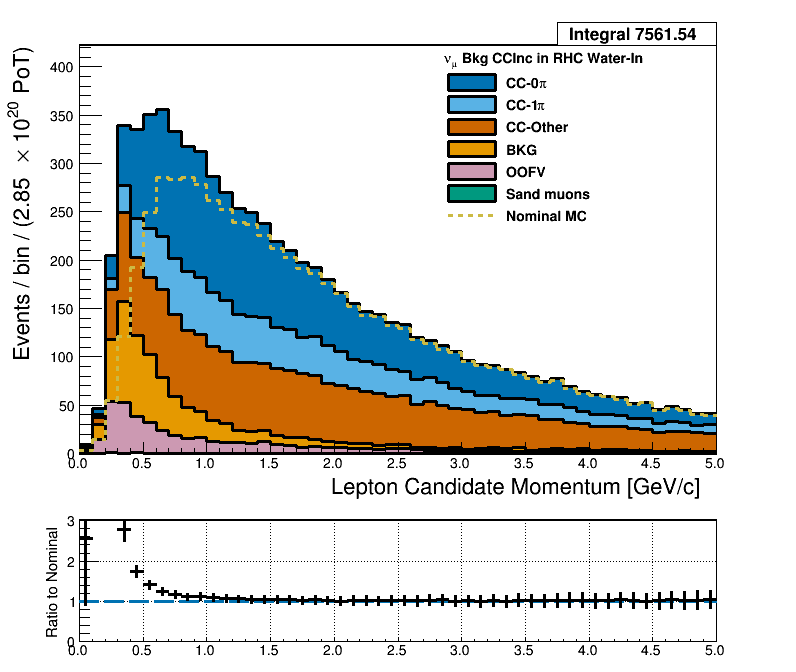 Integral 7561.54
ν_μ Bkg CCInc in RHC Water-In
CC-0π
CC-1π
CC-Other
BKG
OOFV
Sand muons
Nominal MC
Events / bin / (2.85 × 10^20 PoT)
400
350
300
250
200
150
100
50
0
0.0 0.5 1.0 1.5 2.0 2.5 3.0 3.5 4.0 4.5 5.0
Lepton Candidate Momentum [GeV/c]
Ratio to Nominal
3
2
1
0
0.0 0.5 1.0 1.5 2.0 2.5 3.0 3.5 4.0 4.5 5.0